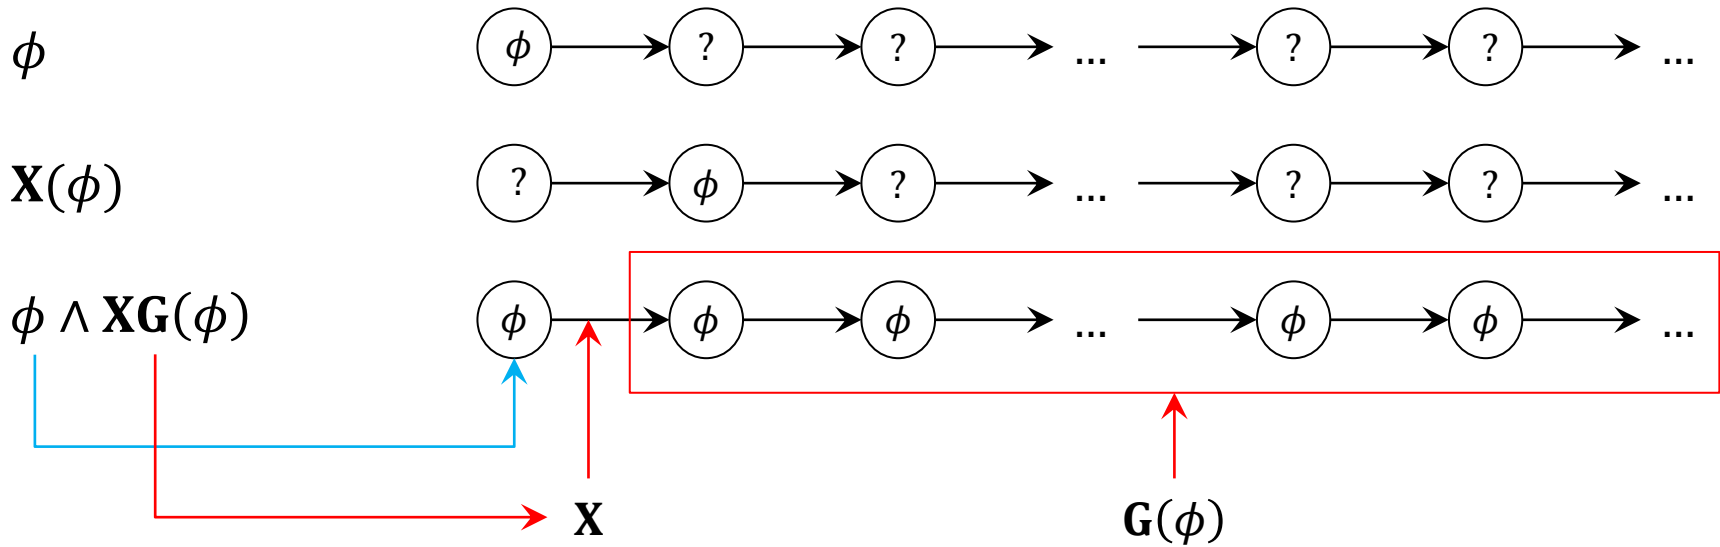 𝜙 𝜙 ? ? ... ? ? ...
𝐗(𝜙) ? 𝜙 ? ... ? ? ...
𝜙 ∧ 𝐗𝐆(𝜙) 𝜙 𝜙 𝜙 ... 𝜙 𝜙 ...
𝐗 𝐆(𝜙)